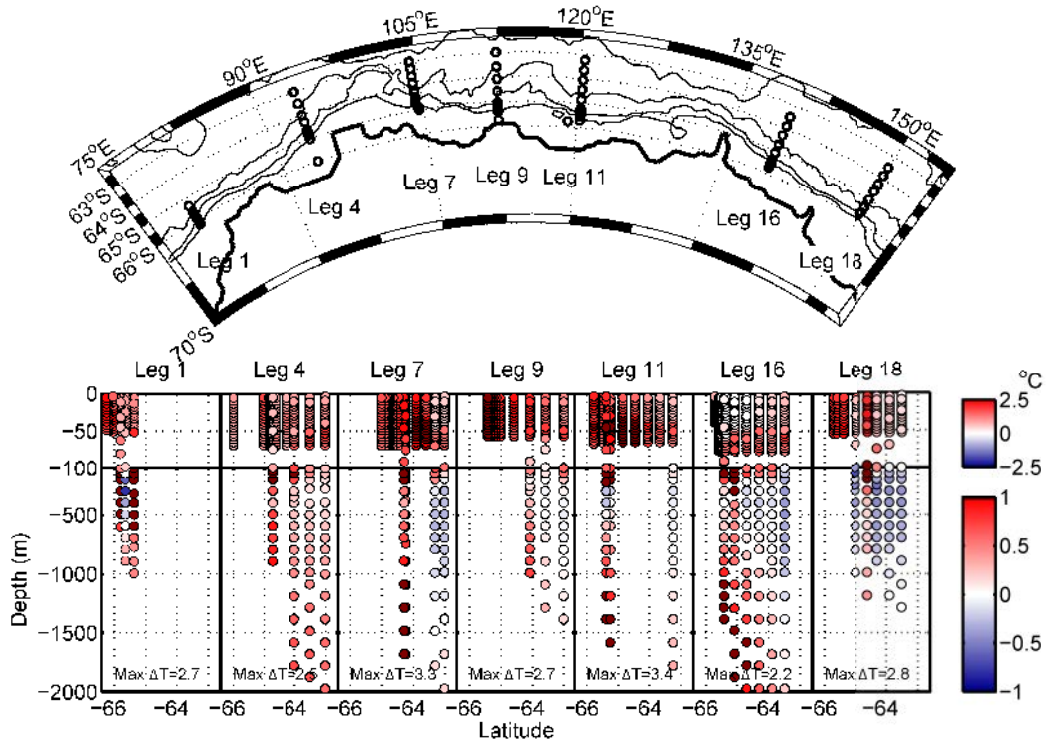 105°E
120°E
90°E
135°E
75°E
150°E
63°S
64°S
65°S
66°S
70°S
Leg 1
Leg 4
Leg 7
Leg 9
Leg 11
Leg 16
Leg 18
Leg 1 Leg 4 Leg 7 Leg 9 Leg 11 Leg 16 Leg 18
°C
0
−50
−100
−500
−1000
−1500
−2000
Depth (m)
Max ΔT=2.7 Max ΔT=2. Max ΔT=3.3 Max ΔT=2.7 Max ΔT=3.4 Max ΔT=2.2 Max ΔT=2.8
−66 −64 −66 −64 −66 −64 −66 −64 −66 −64 −66 −64 −66 −64
Latitude
2.5
0
−2.5
1
0.5
0
−0.5
−1